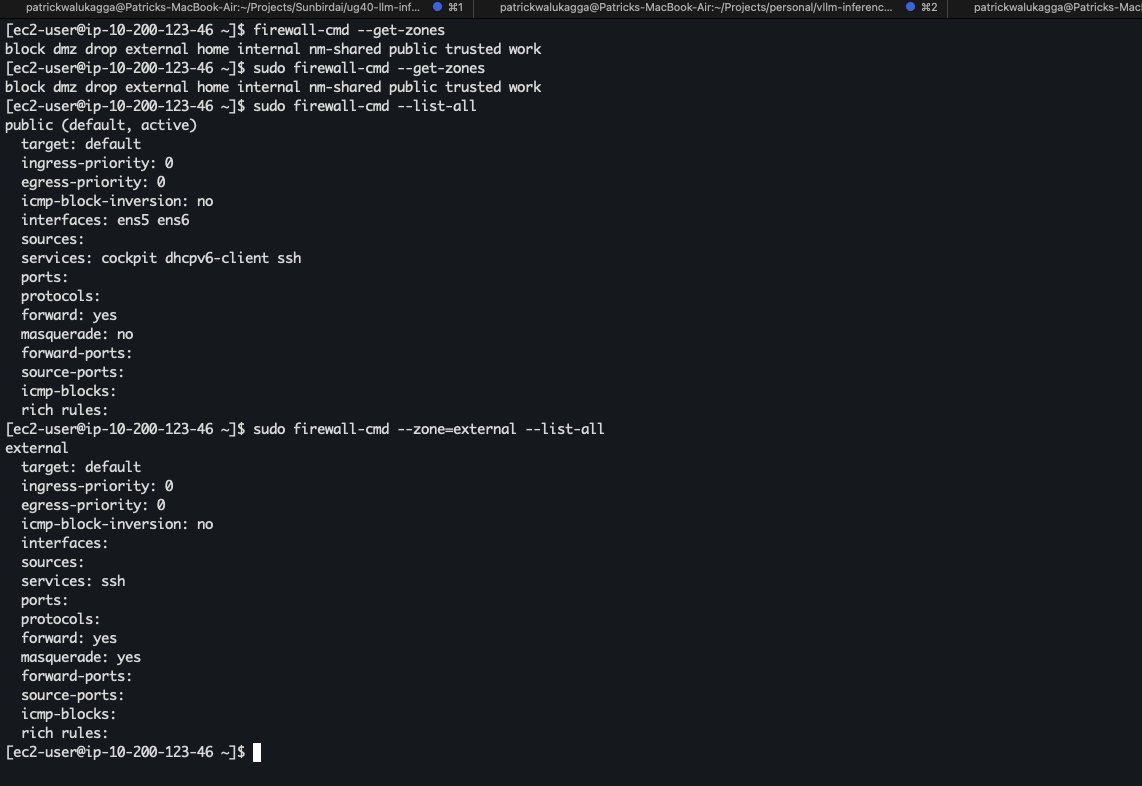 patrickwalukagga@Patricks-MacBook-Air:~/Projects/Sunbirdai/ug40-llm-inf... ⌘1 patrickwalukagga@Patricks-MacBook-Air:~/Projects/personal/vllm-inferenc... ⌘2 patrickwalukagga@Patricks-MacBook-Air:~/Projects/Sunbirdai/ug40-llm-inf...
[ec2-user@ip-10-200-123-46 ~]$ firewall-cmd --get-zones
block dmz drop external home internal nm-shared public trusted work
[ec2-user@ip-10-200-123-46 ~]$ sudo firewall-cmd --get-zones
block dmz drop external home internal nm-shared public trusted work
[ec2-user@ip-10-200-123-46 ~]$ sudo firewall-cmd --list-all
public (default, active)
  target: default
  ingress-priority: 0
  egress-priority: 0
  icmp-block-inversion: no
  interfaces: ens5 ens6
  sources:
  services: cockpit dhcpv6-client ssh
  ports:
  protocols:
  forward: yes
  masquerade: no
  forward-ports:
  source-ports:
  icmp-blocks:
  rich rules:
[ec2-user@ip-10-200-123-46 ~]$ sudo firewall-cmd --zone=external --list-all
external
  target: default
  ingress-priority: 0
  egress-priority: 0
  icmp-block-inversion: no
  interfaces:
  sources:
  services: ssh
  ports:
  protocols:
  forward: yes
  masquerade: yes
  forward-ports:
  source-ports:
  icmp-blocks:
  rich rules:
[ec2-user@ip-10-200-123-46 ~]$